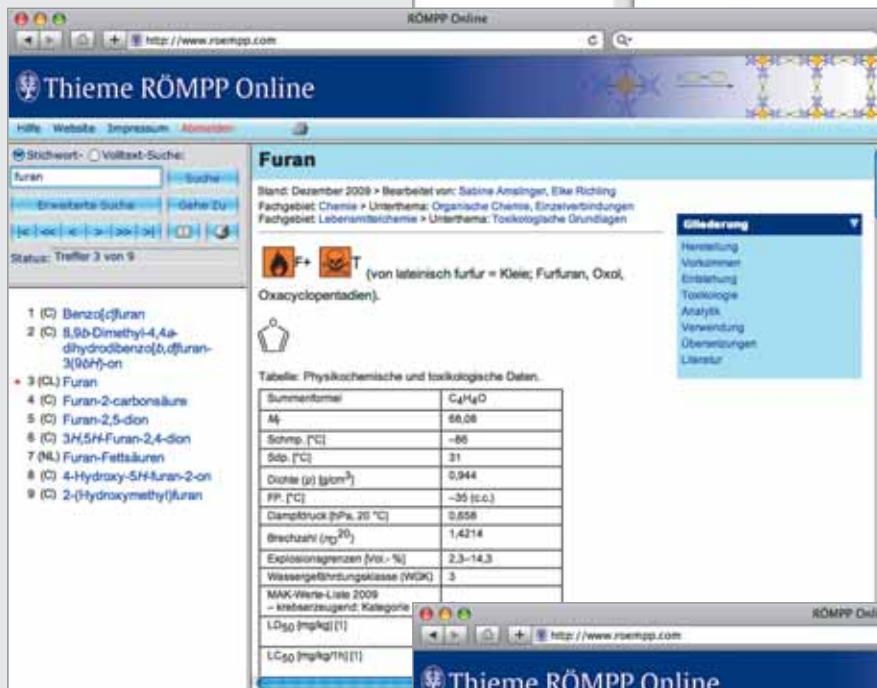 RÖMPP Online
http://www.roempp.com
Thieme RÖMPP Online
Hilfe Website Impressum Abmelden
Stichwort- Volltext-Suche:
furan
Suche
Erweiterte Suche
Gehe Zu
|< << < > >> >|
Status: Treffer 3 von 9
1 (C) Benzo[c]furan
2 (C) 8,9b-Dimethyl-4,4a-
dihydrodibenzo[b,d]furan-
3(9bH)-on
3 (CL) Furan
4 (C) Furan-2-carbonsäure
5 (C) Furan-2,5-dion
6 (C) 3H,5H-Furan-2,4-dion
7 (NL) Furan-Fettsäuren
8 (C) 4-Hydroxy-5H-furan-2-on
9 (C) 2-(Hydroxymethyl)furan
Furan
Stand: Dezember 2009 > Bearbeitet von: Sabine Amslinger, Elke Richling
Fachgebiet: Chemie > Unterthema: Organische Chemie, Einzelverbindungen
Fachgebiet: Lebensmittelchemie > Unterthema: Toxikologische Grundlagen
F+ T (von lateinisch furfur = Kleie; Furfuran, Oxol,
Oxacyclopentadien).
Tabelle: Physikochemische und toxikologische Daten.
Summenformel C4H4O
Mr 68,08
Schmp. [°C] –86
Sdp. [°C] 31
Dichte (ρ) [g/cm³] 0,944
FP. [°C] –35 (c.c.)
Dampfdruck [hPa, 20 °C] 0,658
Brechzahl (nD20) 1,4214
Explosionsgrenzen [Vol.- %] 2,3–14,3
Wassergefährdungsklasse (WGK) 3
MAK-Werte-Liste 2009
– krebserzeugend: Kategorie
LD50 [mg/kg] [1]
LC50 [mg/kg/1h] [1]
Gliederung
Herstellung
Vorkommen
Entstehung
Toxikologie
Analytik
Verwendung
Übersetzungen
Literatur
RÖMPP Onli
http://www.roempp.com
Thieme RÖMPP Online